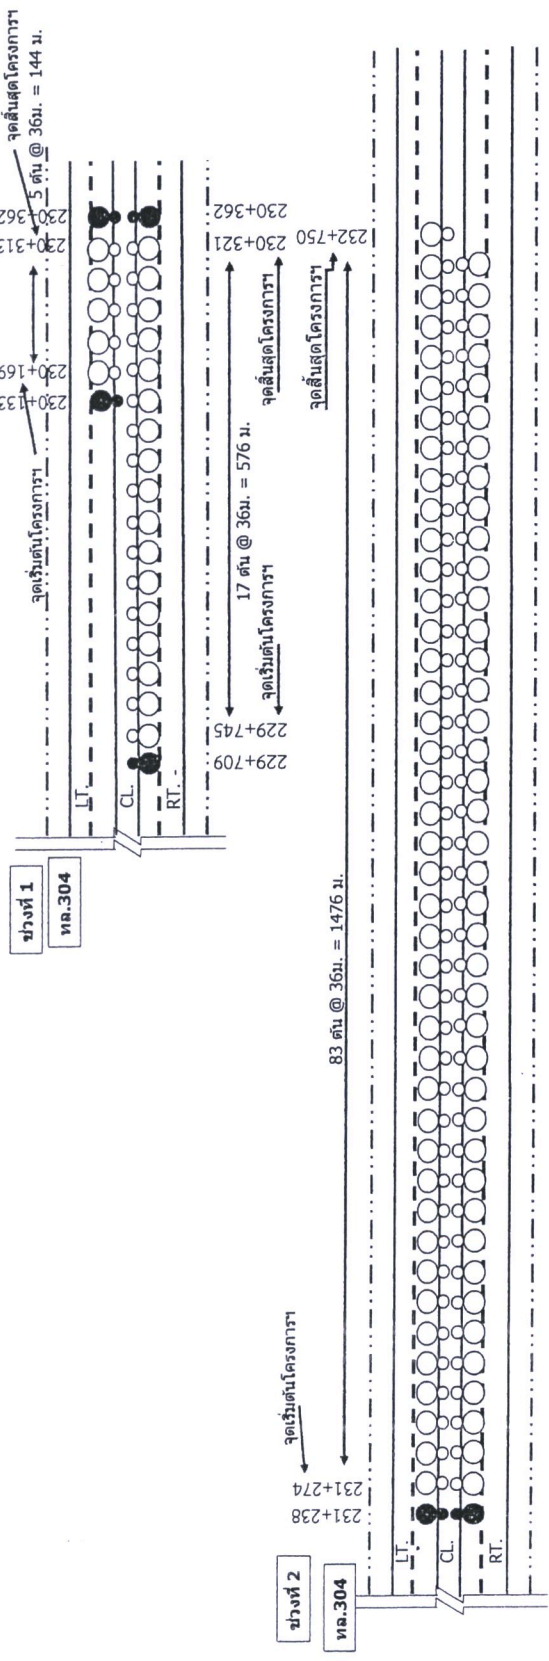 ช่วงที่ 1
ทล.304
LT.
CL.
RT.
จุดเริ่มต้นโครงการฯ
จุดสิ้นสุดโครงการฯ
5 ต้น @ 36ม. = 144 ม.
230+133
230+169
230+313
230+362
229+709
229+745
230+321
230+362
17 ต้น @ 36ม. = 576 ม.
จุดเริ่มต้นโครงการฯ
จุดสิ้นสุดโครงการฯ
ช่วงที่ 2
ทล.304
LT.
CL.
RT.
จุดเริ่มต้นโครงการฯ
จุดสิ้นสุดโครงการฯ
231+238
231+274
232+750
83 ต้น @ 36ม. = 1476 ม.